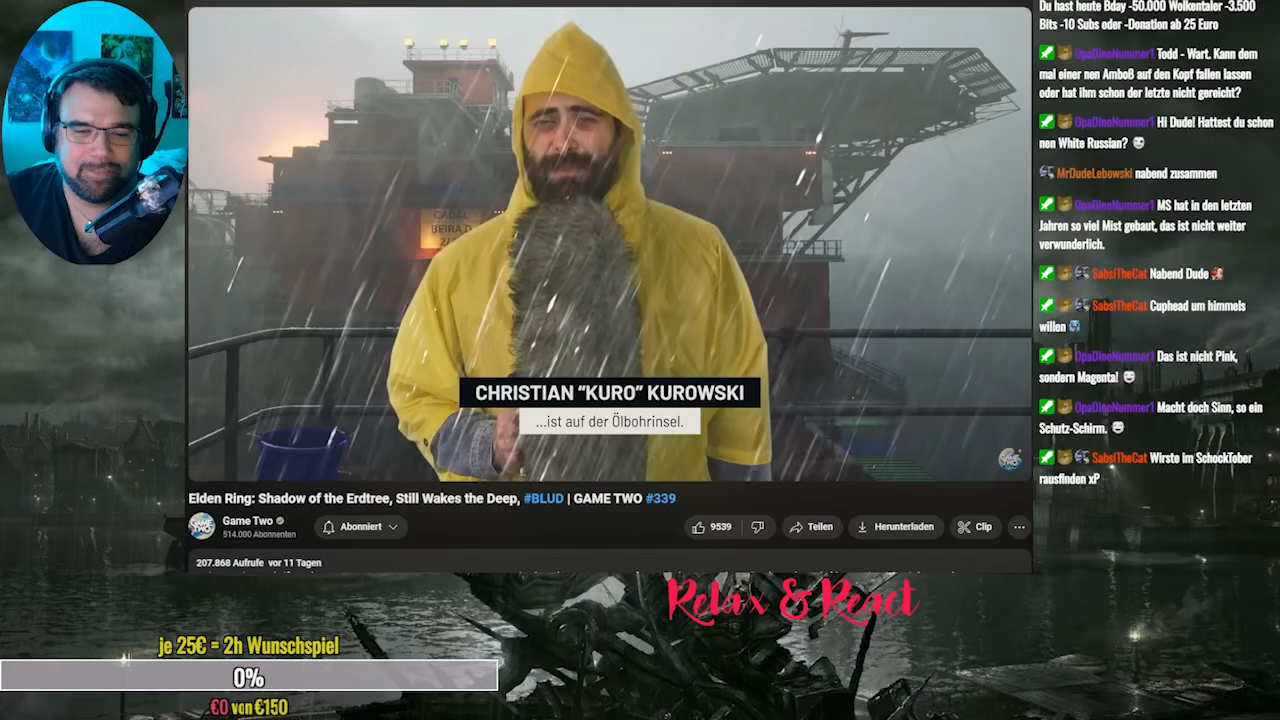 CADAL
BEIRA D
CHRISTIAN “KURO” KUROWSKI
...ist auf der Ölbohrinsel.
Elden Ring: Shadow of the Erdtree, Still Wakes the Deep, #BLUD | GAME TWO #339
Game Two
514.000 Abonnenten
Abonniert
9539
Teilen
Herunterladen
Clip
207.868 Aufrufe vor 11 Tagen
Relax & React
je 25€ = 2h Wunschspiel
0%
€0 von €150
Du hast heute Bday -50.000 Wolkentaler -3.500
Bits -10 Subs oder -Donation ab 25 Euro
OpaDinoNummer1 Todd - Wart. Kann dem
mal einer nen Amboß auf den Kopf fallen lassen
oder hat ihm schon der letzte nicht gereicht?
OpaDinoNummer1 Hi Dude! Hattest du schon
nen White Russian?
MrDudeLebowski nabend zusammen
OpaDinoNummer1 MS hat in den letzten
Jahren so viel Mist gebaut, das ist nicht weiter
verwunderlich.
SabsiTheCat Nabend Dude
SabsiTheCat Cuphead um himmels
willen
OpaDinoNummer1 Das ist nicht Pink,
sondern Magenta!
OpaDinoNummer1 Macht doch Sinn, so ein
Schutz-Schirm.
SabsiTheCat Wirste im SchockTober
rausfinden xP